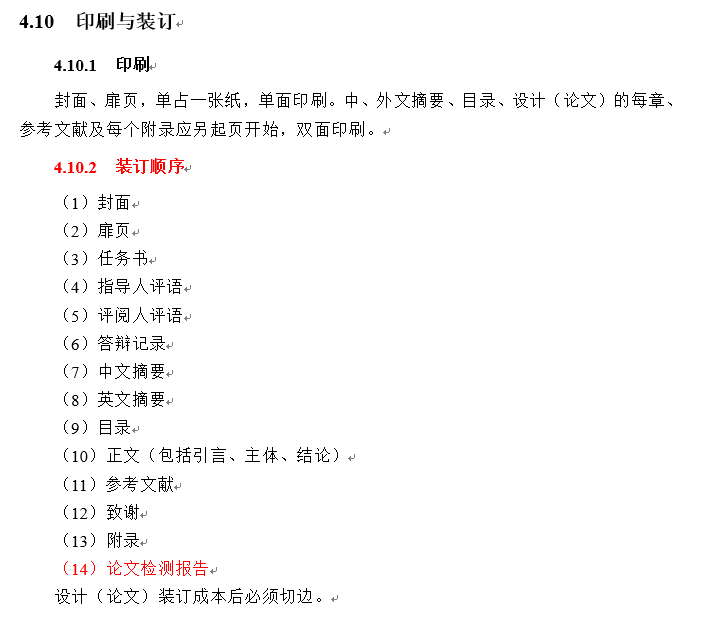 4.10 印刷与装订
4.10.1 印刷
封面、扉页，单占一张纸，单面印刷。中、外文摘要、目录、设计（论文）的每章、
参考文献及每个附录应另起页开始，双面印刷。
4.10.2 装订顺序
（1）封面
（2）扉页
（3）任务书
（4）指导人评语
（5）评阅人评语
（6）答辩记录
（7）中文摘要
（8）英文摘要
（9）目录
（10）正文（包括引言、主体、结论）
（11）参考文献
（12）致谢
（13）附录
（14）论文检测报告
设计（论文）装订成本后必须切边。